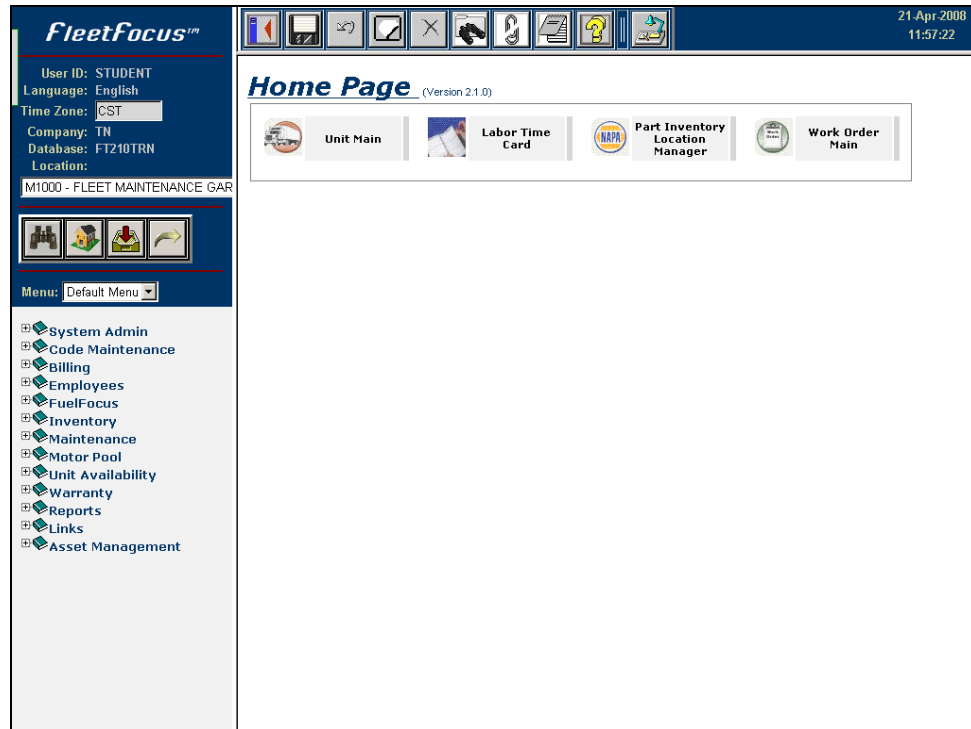 FleetFocus™
21-Apr-2008
11:57:22
User ID: STUDENT
Language: English
Time Zone: CST
Company: TN
Database: FT210TRN
Location:
M1000 - FLEET MAINTENANCE GAR
Menu: Default Menu
System Admin
Code Maintenance
Billing
Employees
FuelFocus
Inventory
Maintenance
Motor Pool
Unit Availability
Warranty
Reports
Links
Asset Management
Home Page (Version 2.1.0)
Unit Main
Labor Time
Card
NAPA
Part Inventory
Location
Manager
Work Order
Main